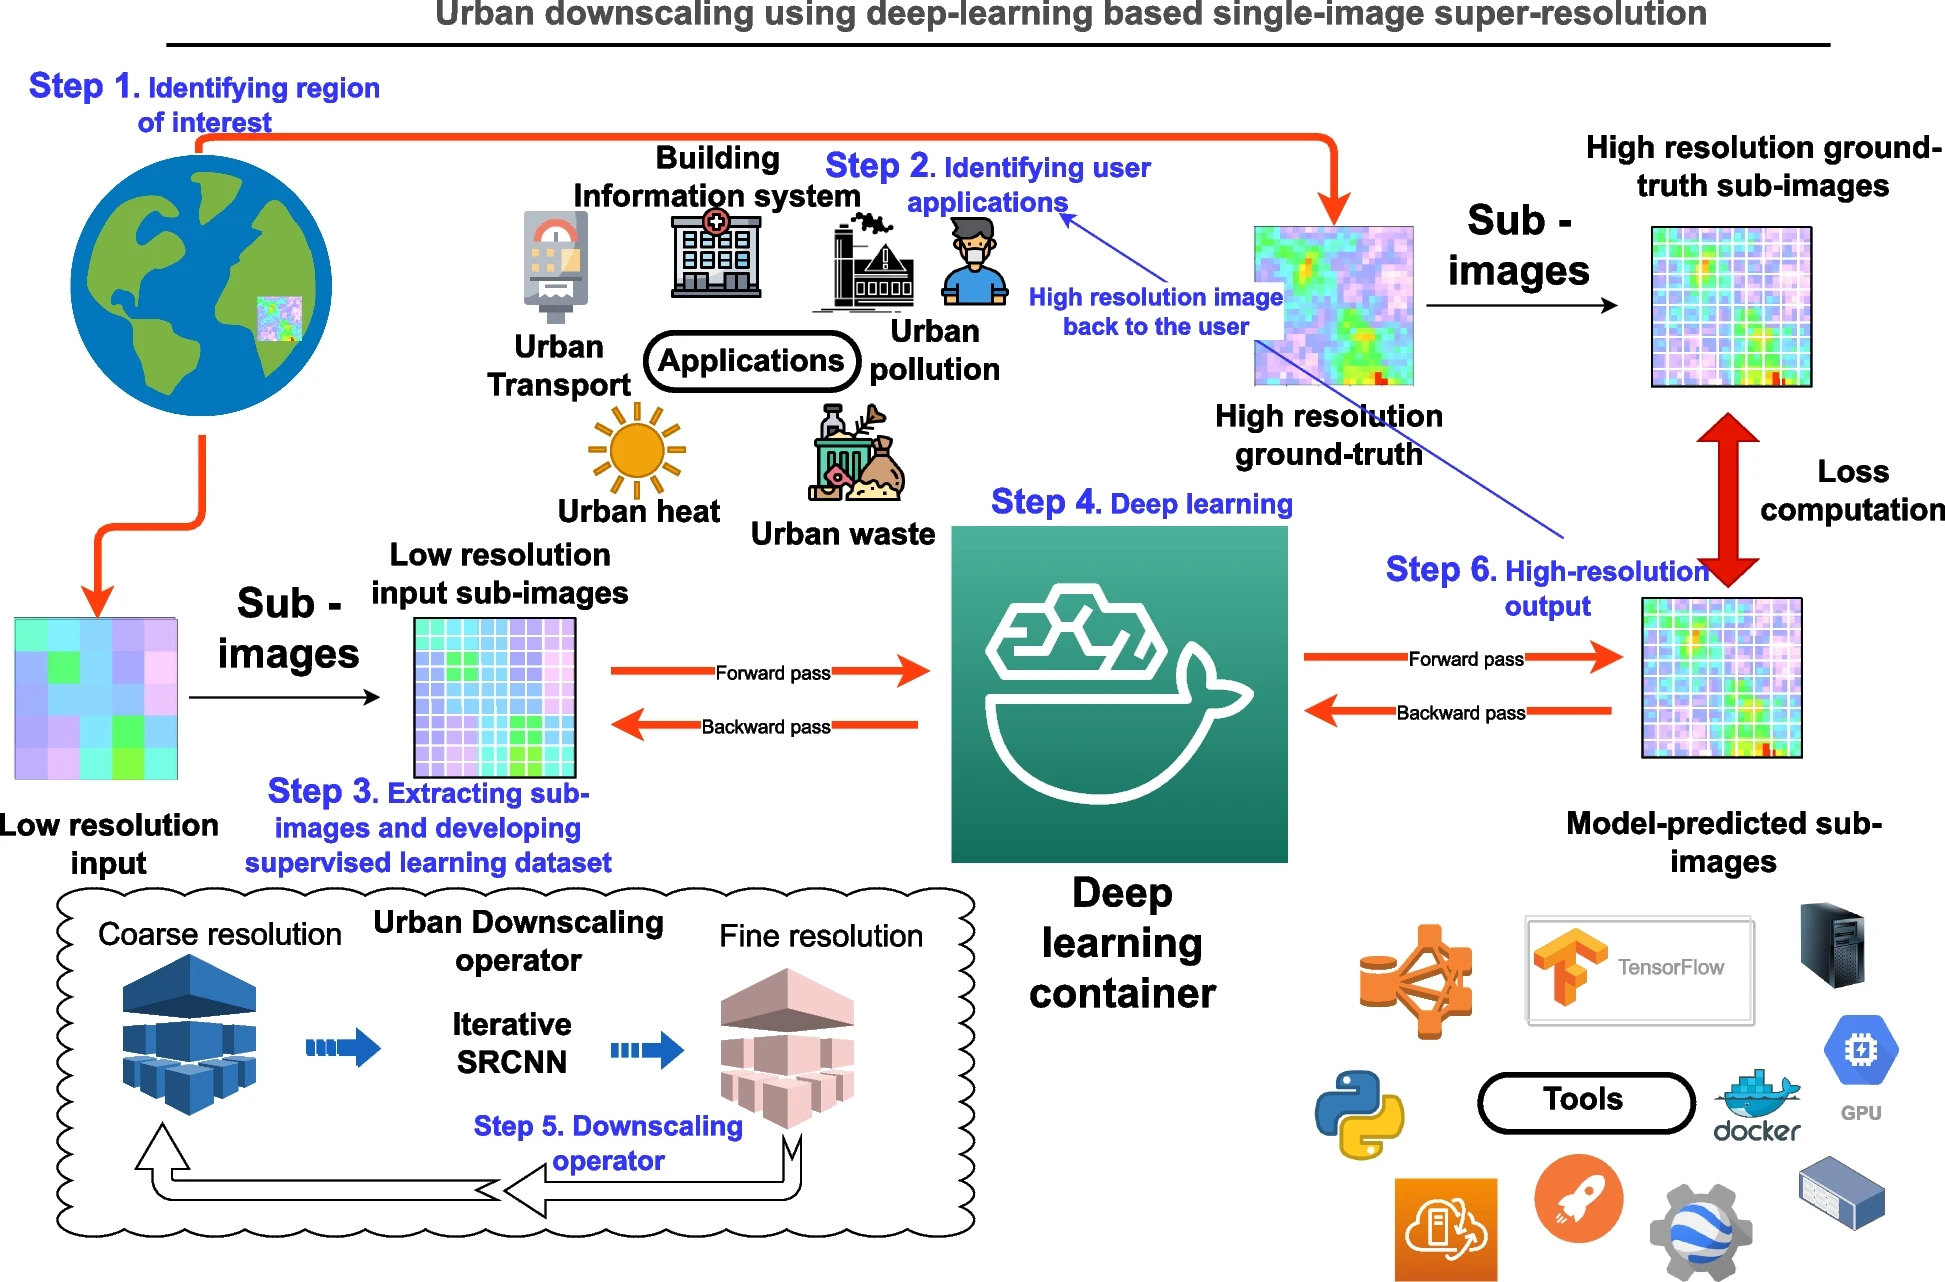 Urban downscaling using deep-learning based single-image super-resolution
Step 1. Identifying region
of interest
Building
Information system
Step 2. Identifying user
applications
High resolution image
back to the user
Urban
Transport
Applications
Urban
pollution
Urban heat
Urban waste
High resolution
ground-truth
Sub -
images
High resolution ground-
truth sub-images
Loss
computation
Low resolution
input
Sub -
images
Low resolution
input sub-images
Step 3. Extracting sub-
images and developing
supervised learning dataset
Forward pass
Backward pass
Step 4. Deep learning
Deep
learning
container
Forward pass
Backward pass
Step 6. High-resolution
output
Model-predicted sub-
images
Coarse resolution
Urban Downscaling
operator
Iterative
SRCNN
Fine resolution
Step 5. Downscaling
operator
TensorFlow
Tools
docker
GPU